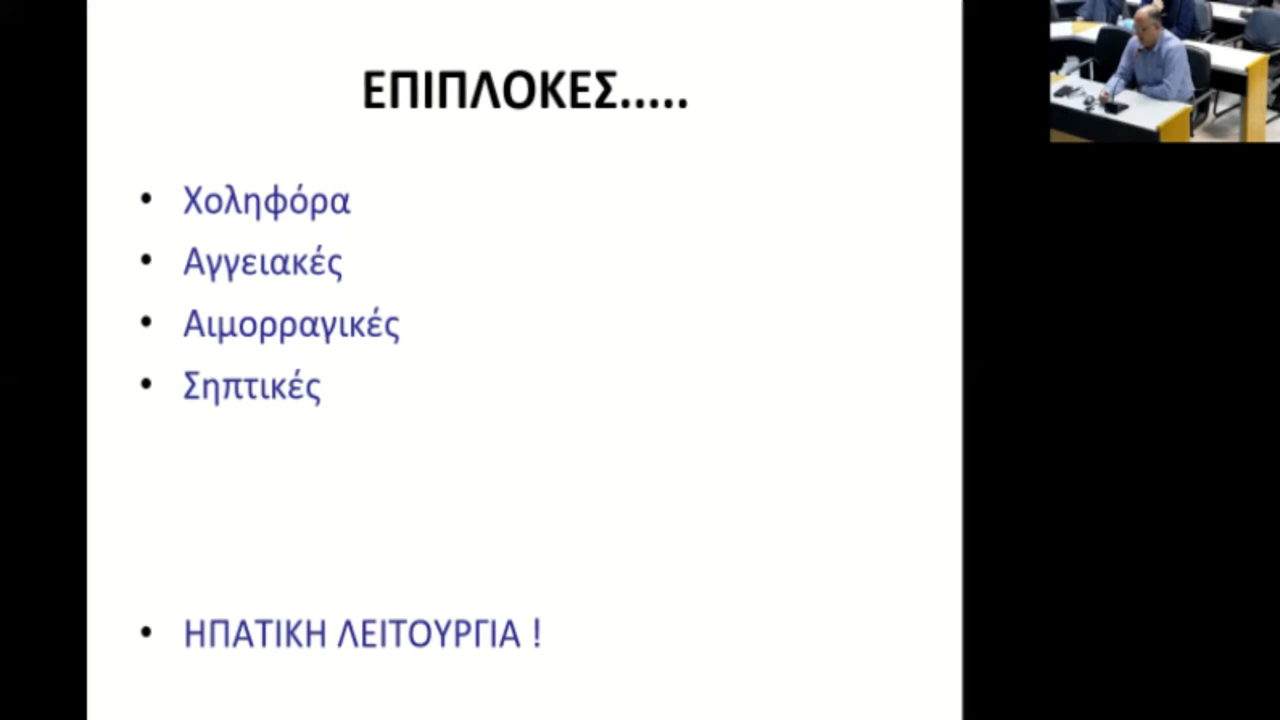 ΕΠΙΠΛΟΚΕΣ.....
• Χοληφόρα
• Αγγειακές
• Αιμορραγικές
• Σηπτικές
• ΗΠΑΤΙΚΗ ΛΕΙΤΟΥΡΓΙΑ !